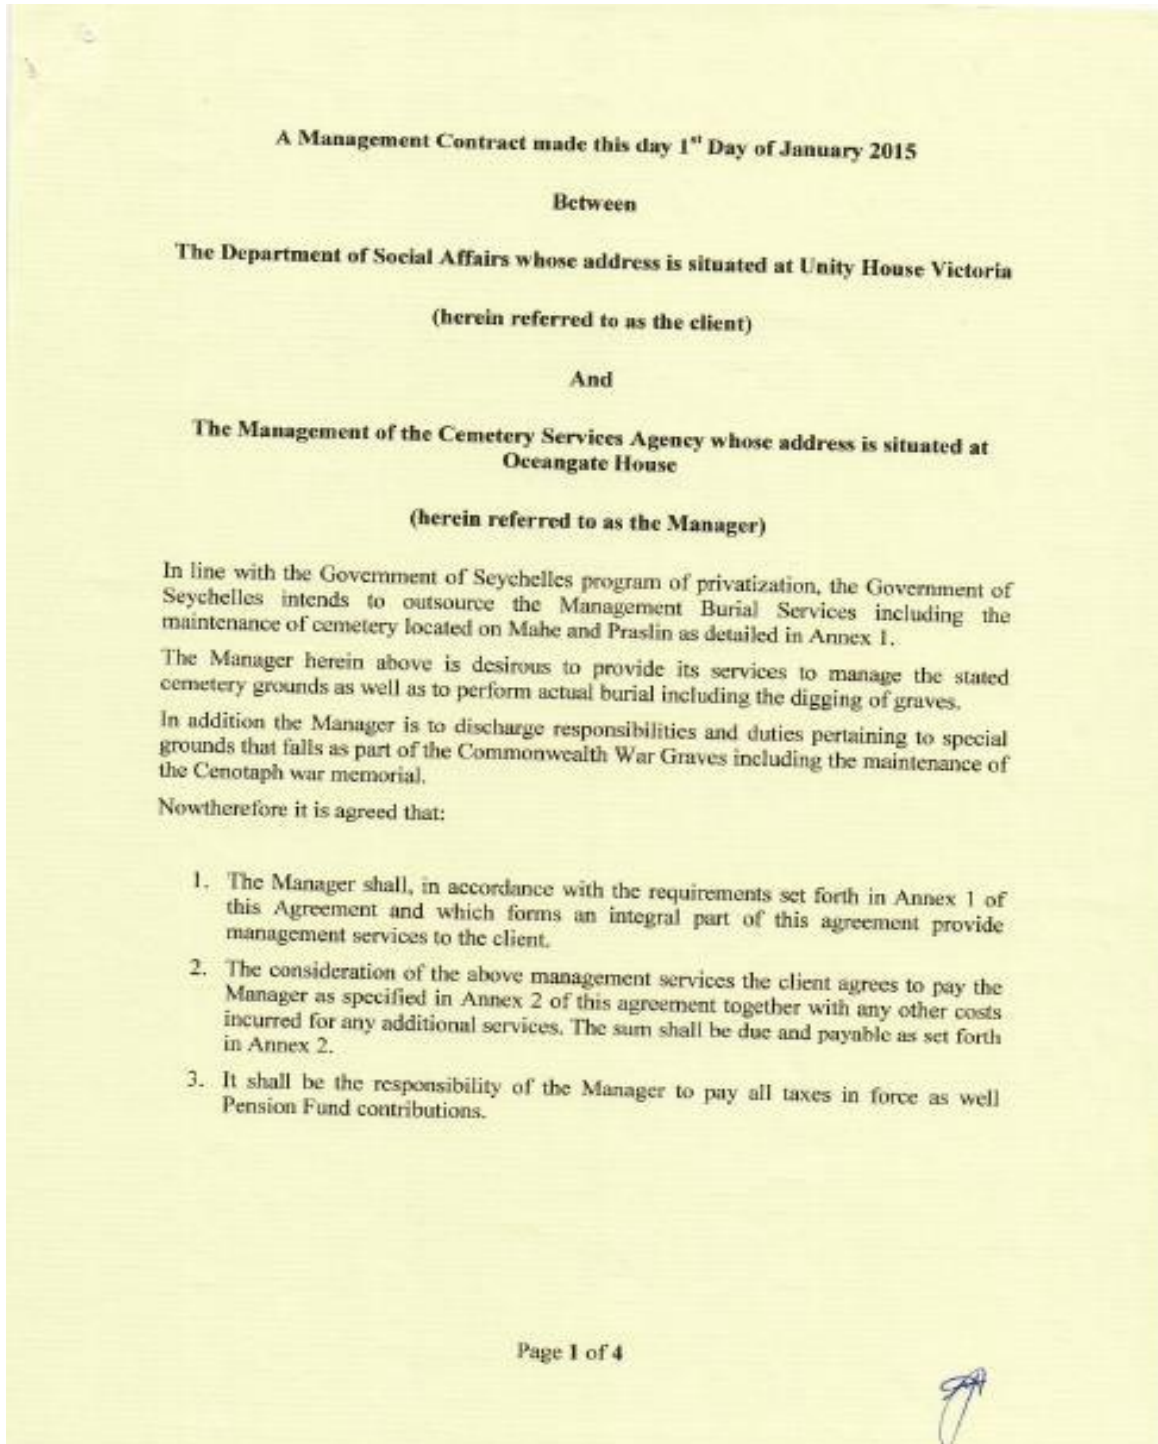 A Management Contract made this day 1st Day of January 2015
Between
The Department of Social Affairs whose address is situated at Unity House Victoria
(herein referred to as the client)
And
The Management of the Cemetery Services Agency whose address is situated at
Oceangate House
(herein referred to as the Manager)
In line with the Government of Seychelles program of privatization, the Government of
Seychelles intends to outsource the Management Burial Services including the
maintenance of cemetery located on Mahe and Praslin as detailed in Annex 1.
The Manager herein above is desirous to provide its services to manage the stated
cemetery grounds as well as to perform actual burial including the digging of graves.
In addition the Manager is to discharge responsibilities and duties pertaining to special
grounds that falls as part of the Commonwealth War Graves including the maintenance of
the Cenotaph war memorial.
Nowtherefore it is agreed that:
1. The Manager shall, in accordance with the requirements set forth in Annex 1 of
this Agreement and which forms an integral part of this agreement provide
management services to the client.
2. The consideration of the above management services the client agrees to pay the
Manager as specified in Annex 2 of this agreement together with any other costs
incurred for any additional services. The sum shall be due and payable as set forth
in Annex 2.
3. It shall be the responsibility of the Manager to pay all taxes in force as well
Pension Fund contributions.
Page 1 of 4